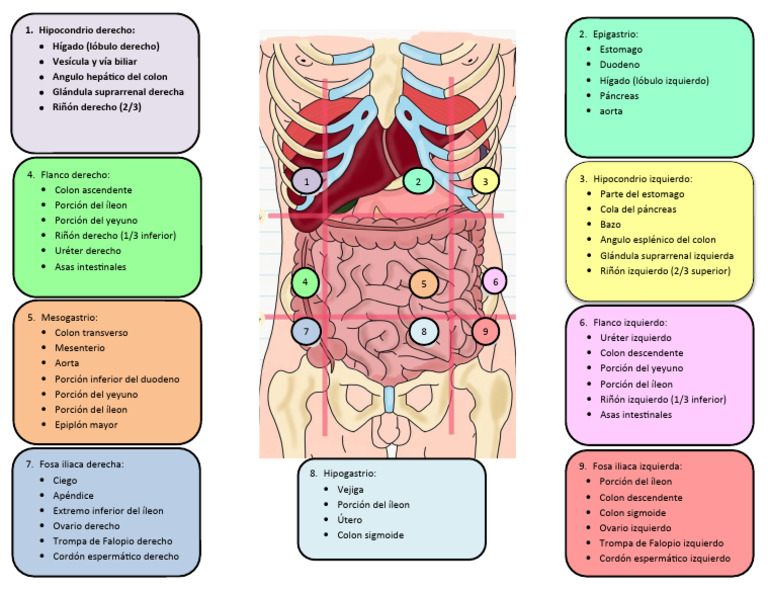 1. Hipocondrio derecho:
• Hígado (lóbulo derecho)
• Vesícula y vía biliar
• Angulo hepático del colon
• Glándula suprarrenal derecha
• Riñón derecho (2/3)
2. Epigastrio:
• Estomago
• Duodeno
• Hígado (lóbulo izquierdo)
• Páncreas
• aorta
4. Flanco derecho:
• Colon ascendente
• Porción del íleon
• Porción del yeyuno
• Riñón derecho (1/3 inferior)
• Uréter derecho
• Asas intestinales
3. Hipocondrio izquierdo:
• Parte del estomago
• Cola del páncreas
• Bazo
• Angulo esplénico del colon
• Glándula suprarrenal izquierda
• Riñón izquierdo (2/3 superior)
1
2
3
4
5
6
7
8
9
5. Mesogastrio:
• Colon transverso
• Mesenterio
• Aorta
• Porción inferior del duodeno
• Porción del yeyuno
• Porción del íleon
• Epiplón mayor
6. Flanco izquierdo:
• Uréter izquierdo
• Colon descendente
• Porción del yeyuno
• Porción del íleon
• Riñón izquierdo (1/3 inferior)
• Asas intestinales
7. Fosa iliaca derecha:
• Ciego
• Apéndice
• Extremo inferior del íleon
• Ovario derecho
• Trompa de Falopio derecho
• Cordón espermático derecho
8. Hipogastrio:
• Vejiga
• Porción del íleon
• Útero
• Colon sigmoide
9. Fosa iliaca izquierda:
• Porción del íleon
• Colon descendente
• Colon sigmoide
• Ovario izquierdo
• Trompa de Falopio izquierdo
• Cordón espermático izquierdo